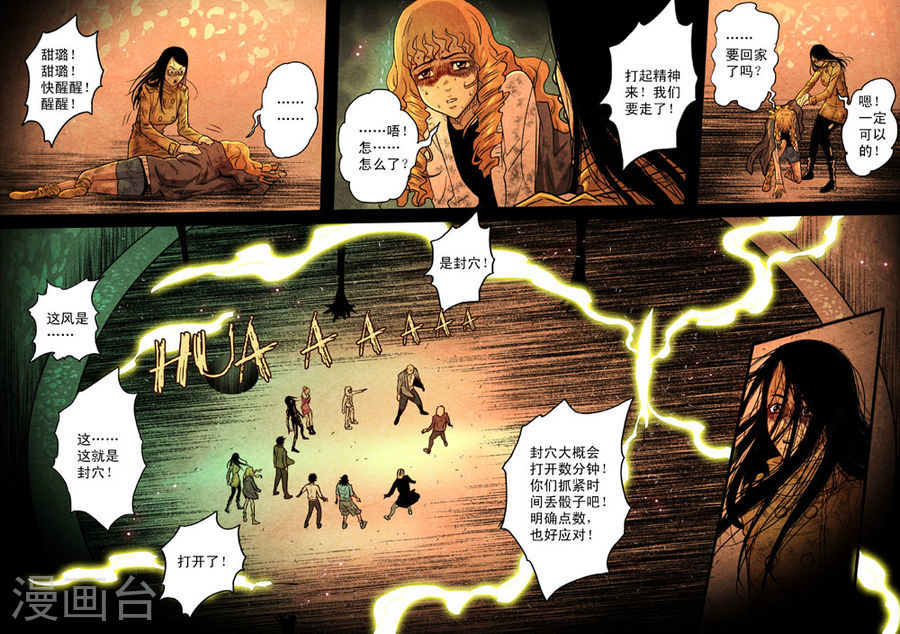 甜璐！
甜璐！
快醒醒！
醒醒！
……
……
……唔！
怎……
怎么了？
打起精神
来！我们
要走了！
……
要回家
了吗？
嗯！
一定
可以
的！
这风是
……
是封穴！
HUA A A A A A
这……
这就是
封穴！
打开了！
封穴大概会
打开数分钟！
你们抓紧时
间丢骰子吧！
明确点数，
也好应对！
漫画台